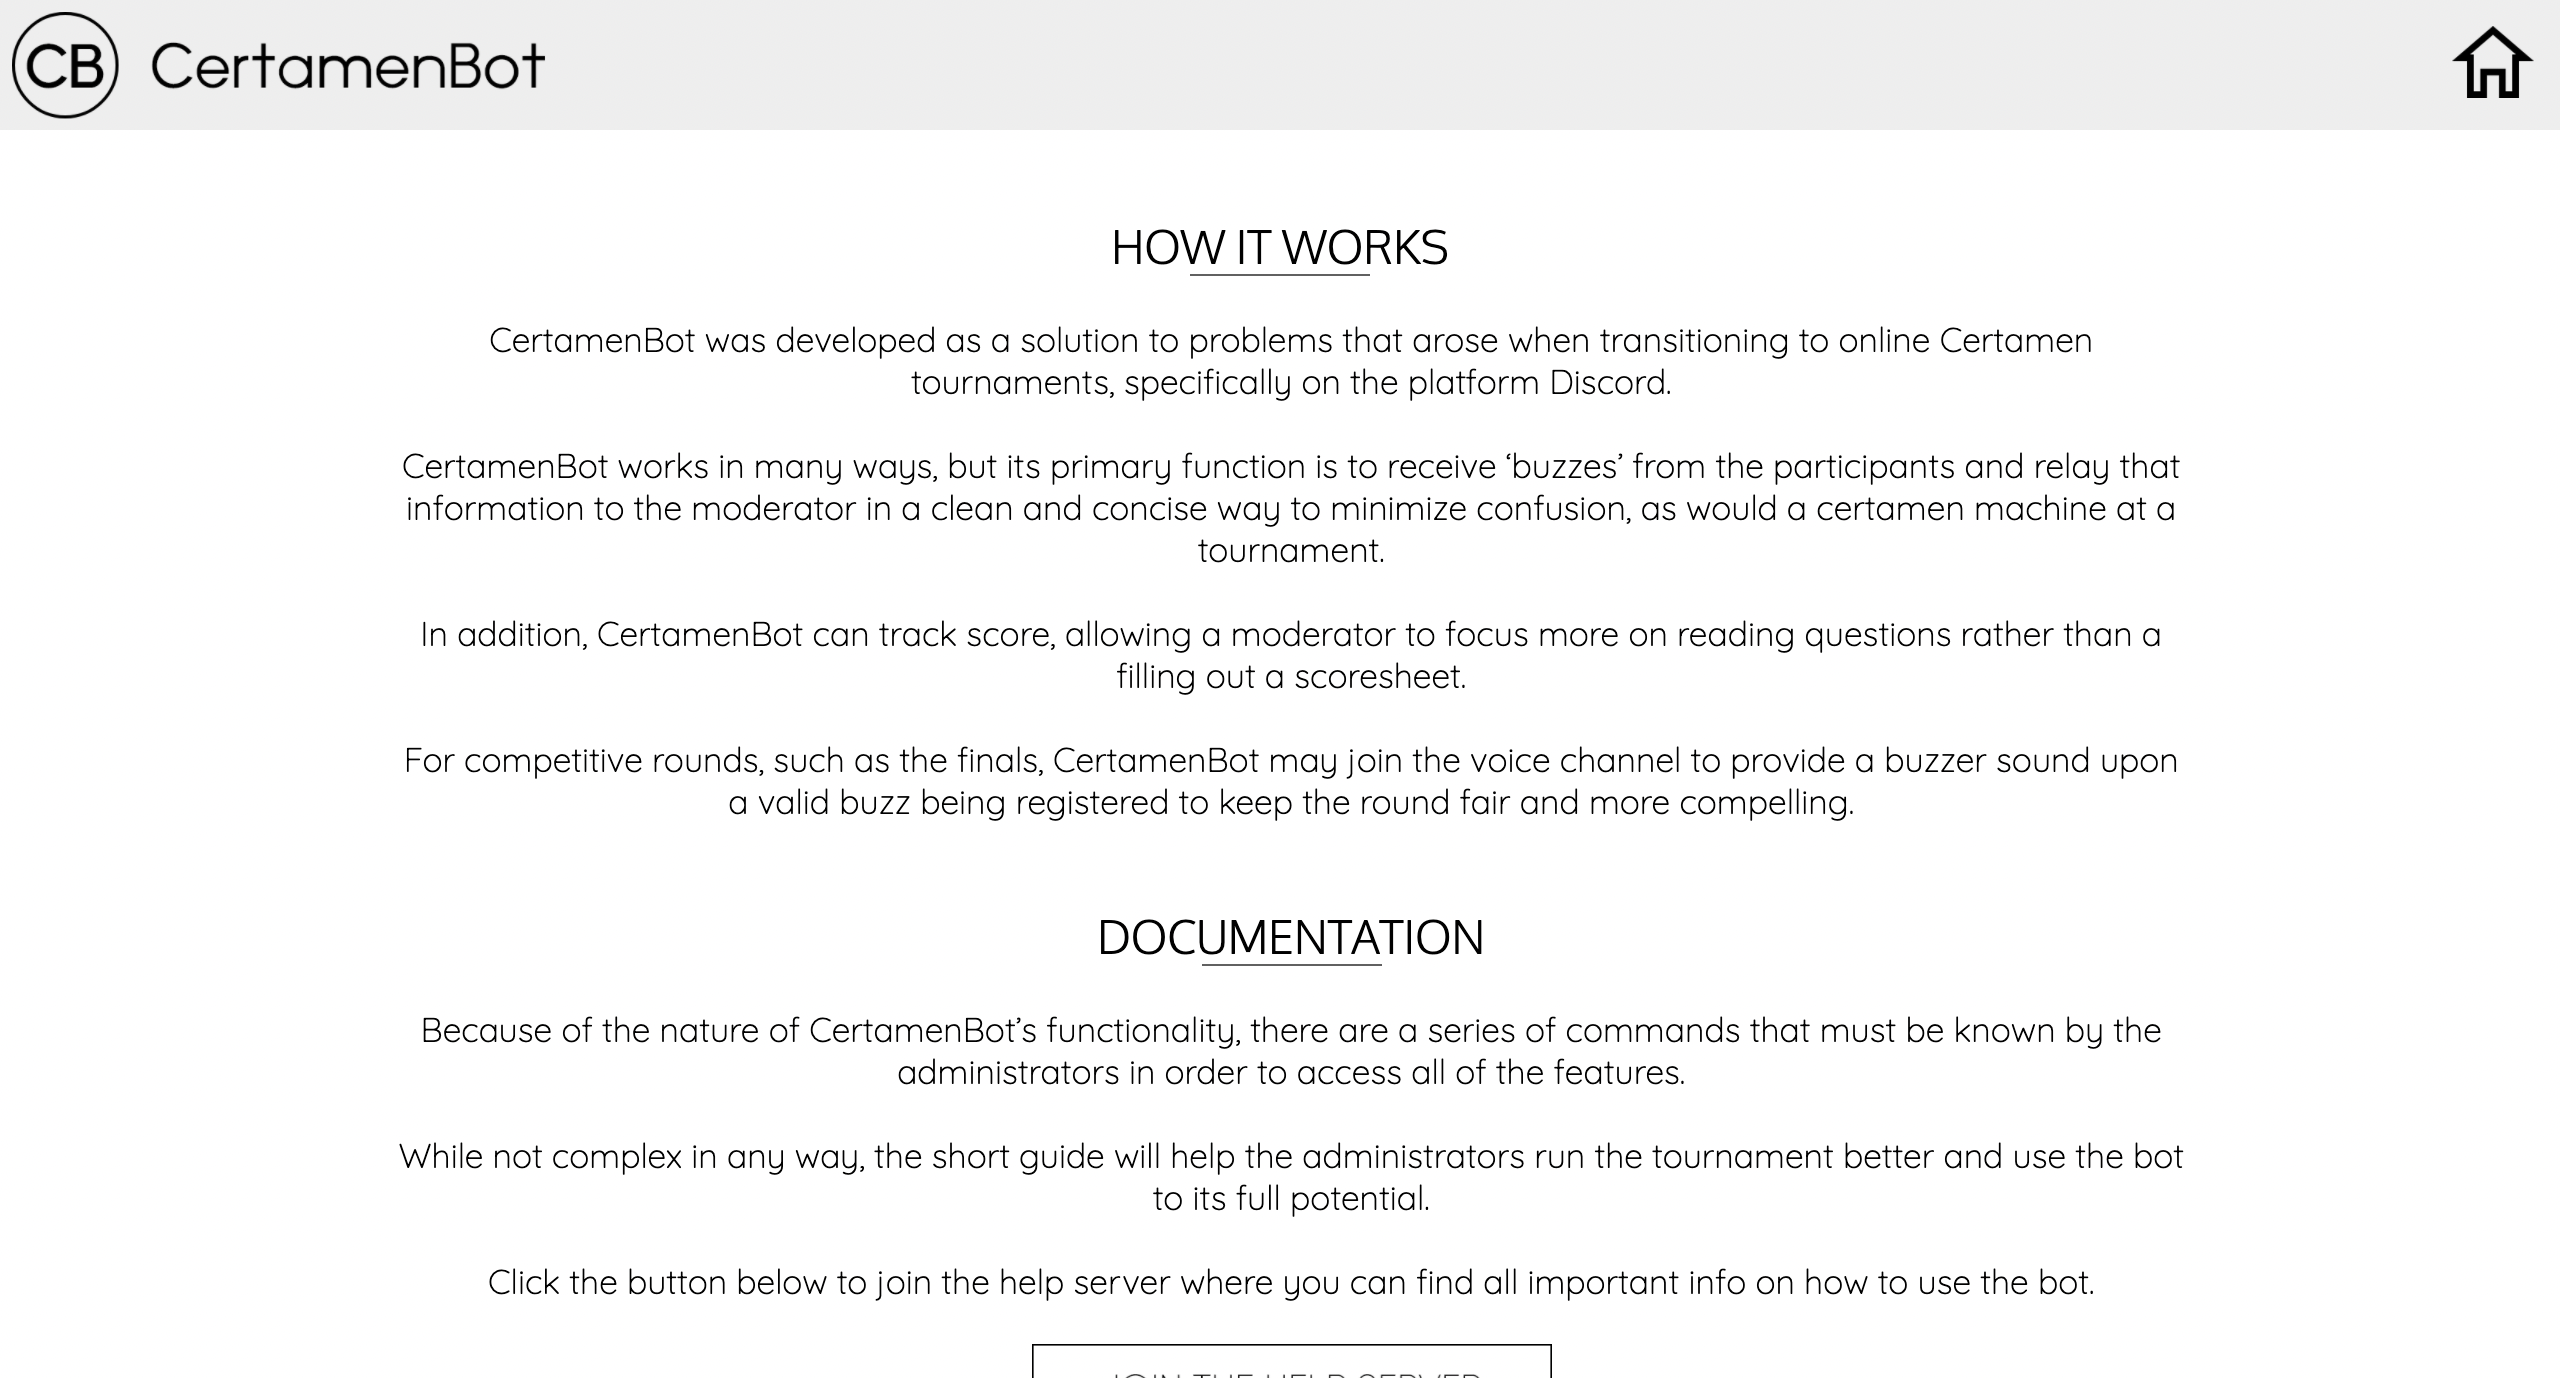 CB CertamenBot
HOW IT WORKS
CertamenBot was developed as a solution to problems that arose when transitioning to online Certamen
tournaments, specifically on the platform Discord.
CertamenBot works in many ways, but its primary function is to receive ‘buzzes’ from the participants and relay that
information to the moderator in a clean and concise way to minimize confusion, as would a certamen machine at a
tournament.
In addition, CertamenBot can track score, allowing a moderator to focus more on reading questions rather than a
filling out a scoresheet.
For competitive rounds, such as the finals, CertamenBot may join the voice channel to provide a buzzer sound upon
a valid buzz being registered to keep the round fair and more compelling.
DOCUMENTATION
Because of the nature of CertamenBot’s functionality, there are a series of commands that must be known by the
administrators in order to access all of the features.
While not complex in any way, the short guide will help the administrators run the tournament better and use the bot
to its full potential.
Click the button below to join the help server where you can find all important info on how to use the bot.
JOIN THE HELP SERVER